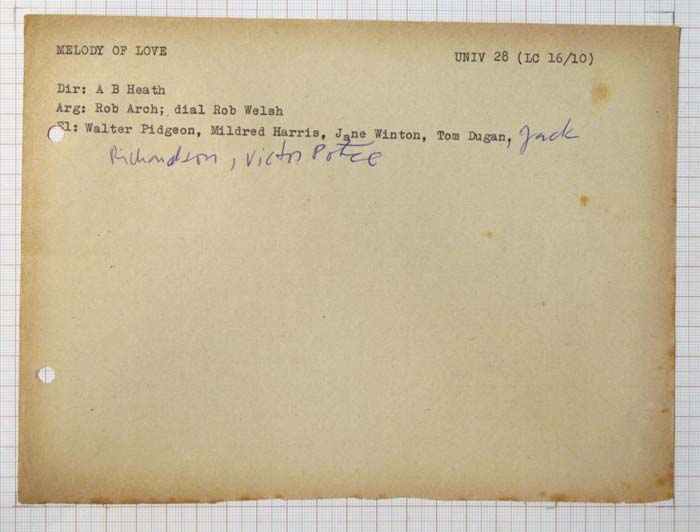 MELODY OF LOVE UNIV 28 (LC 16/10)
Dir: A B Heath
Arg: Rob Arch; dial Rob Welsh
El: Walter Pidgeon, Mildred Harris, Jane Winton, Tom Dugan, Jack
Richardson, Victor Potel